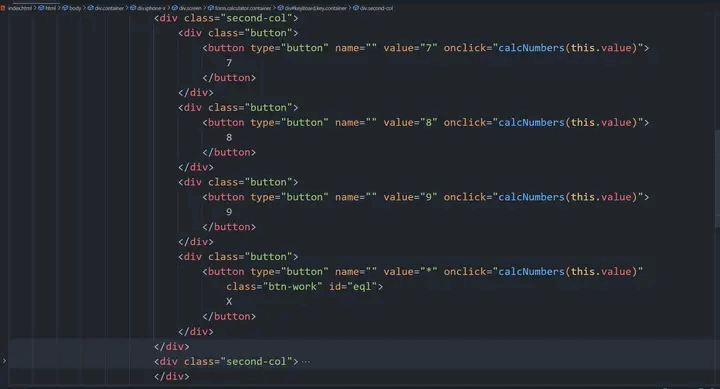 index.html > html > body > div.container > div.iphone-x > div.screen > form.calculator.container > div#keyboard.key.container > div.second-col
<div class="second-col">
<div class="button">
<button type="button" name="" value="7" onclick="calcNumbers(this.value)">
7
</button>
</div>
<div class="button">
<button type="button" name="" value="8" onclick="calcNumbers(this.value)">
8
</button>
</div>
<div class="button">
<button type="button" name="" value="9" onclick="calcNumbers(this.value)">
9
</button>
</div>
<div class="button">
<button type="button" name="" value="*" onclick="calcNumbers(this.value)"
class="btn-work" id="eql">
X
</button>
</div>
</div>
<div class="second-col"> ...
</div>